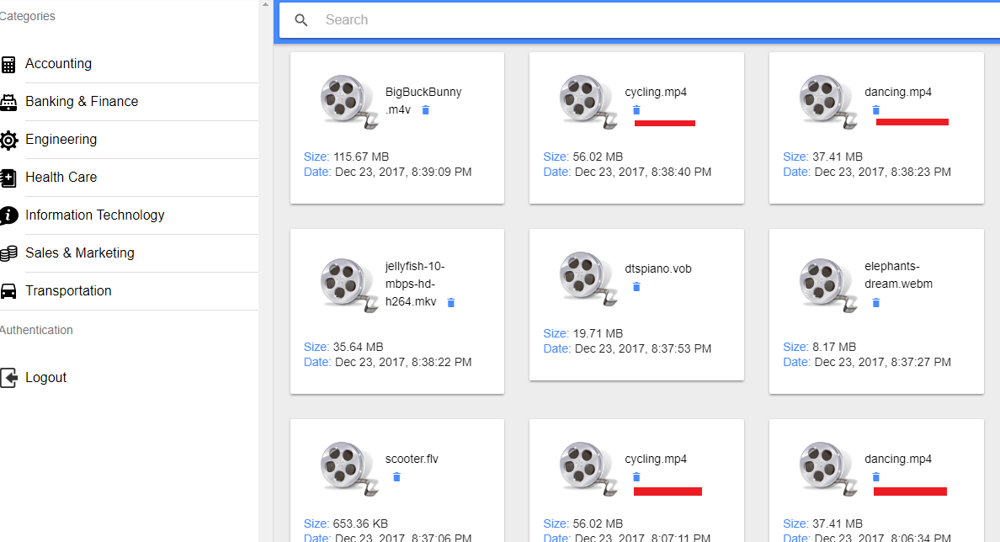 Categories
Accounting
Banking & Finance
Engineering
Health Care
Information Technology
Sales & Marketing
Transportation
Authentication
Logout
Search
BigBuckBunny
.m4v
Size: 115.67 MB
Date: Dec 23, 2017, 8:39:09 PM
cycling.mp4
Size: 56.02 MB
Date: Dec 23, 2017, 8:38:40 PM
dancing.mp4
Size: 37.41 MB
Date: Dec 23, 2017, 8:38:23 PM
jellyfish-10-
mbps-hd-
h264.mkv
Size: 35.64 MB
Date: Dec 23, 2017, 8:38:22 PM
dtspiano.vob
Size: 19.71 MB
Date: Dec 23, 2017, 8:37:53 PM
elephants-
dream.webm
Size: 8.17 MB
Date: Dec 23, 2017, 8:37:27 PM
scooter.flv
Size: 653.36 KB
Date: Dec 23, 2017, 8:37:06 PM
cycling.mp4
Size: 56.02 MB
Date: Dec 23, 2017, 8:07:11 PM
dancing.mp4
Size: 37.41 MB
Date: Dec 23, 2017, 8:06:34 PM